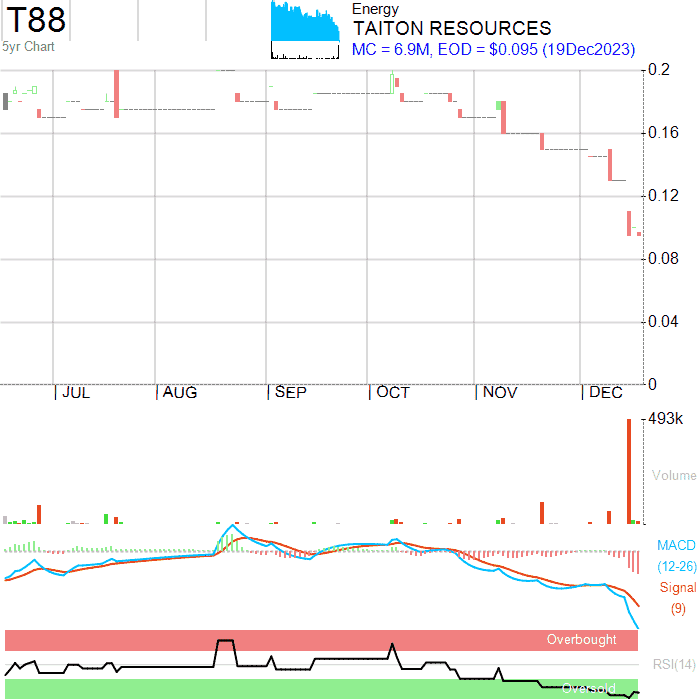 T88
5yr Chart
Energy
TAITON RESOURCES
MC = 6.9M, EOD = $0.095 (19Dec2023)
0.2
0.16
0.12
0.08
0.04
0
JUL AUG SEP OCT NOV DEC
493k
Volume
MACD
(12-26)
Signal
(9)
Overbought
RSI(14)
Oversold